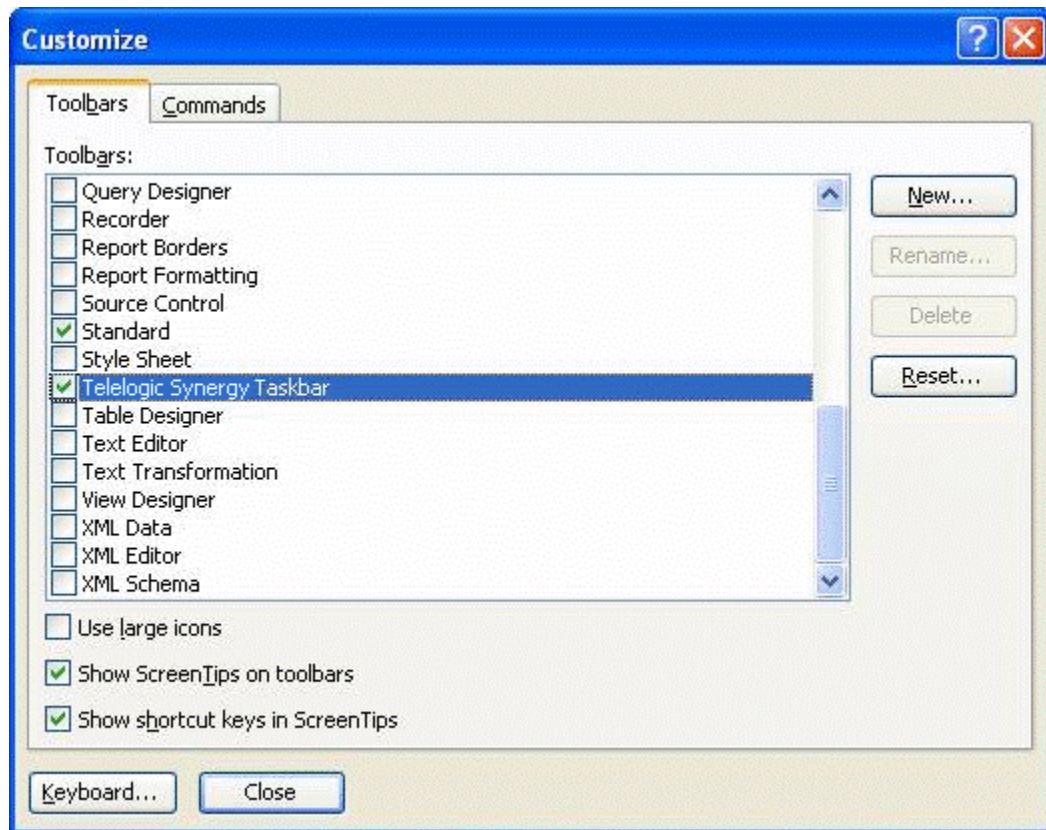 Customize
Toolbars Commands
Toolbars:
Query Designer
Recorder
Report Borders
Report Formatting
Source Control
Standard
Style Sheet
Telelogic Synergy Taskbar
Table Designer
Text Editor
Text Transformation
View Designer
XML Data
XML Editor
XML Schema
New...
Rename...
Delete
Reset...
Use large icons
Show ScreenTips on toolbars
Show shortcut keys in ScreenTips
Keyboard... Close